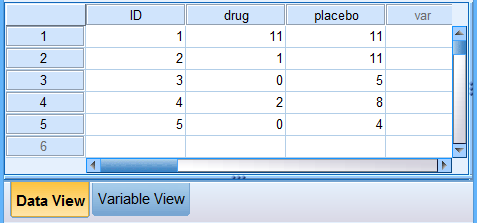 ID drug placebo var
1 1 11 11
2 2 1 11
3 3 0 5
4 4 2 8
5 5 0 4
6
Data View Variable View